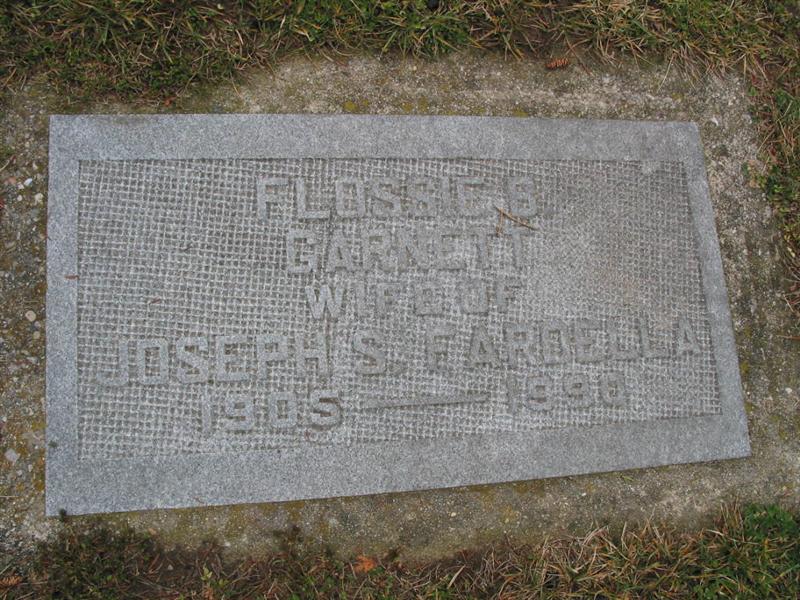 FLOSSIE B.
GARNETT
WIFE OF
JOSEPH S. FARDELLA
1905 — 1990